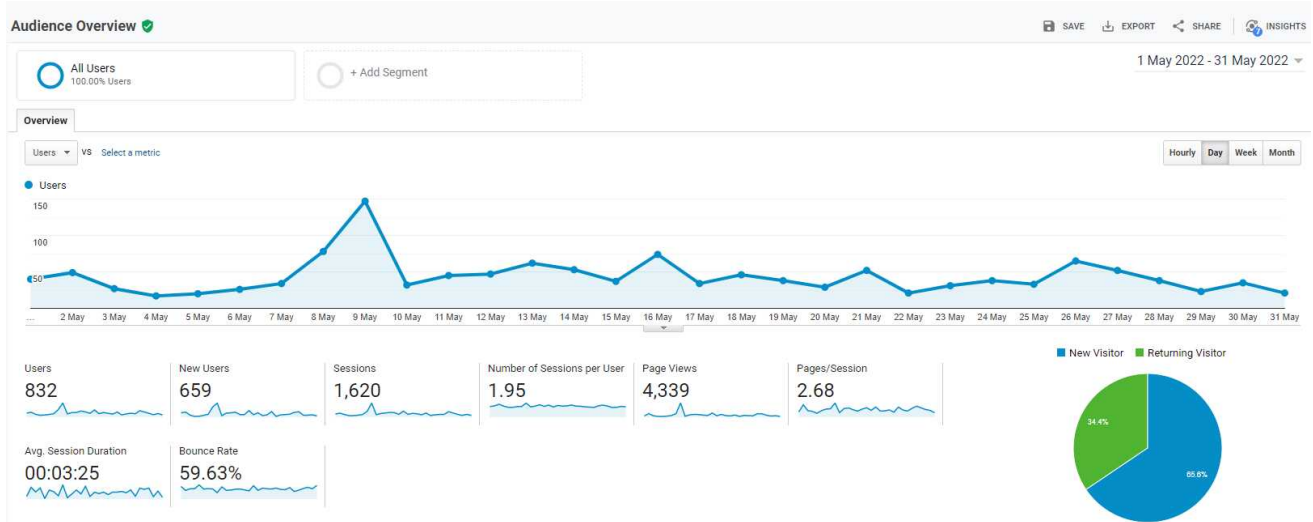 Audience Overview
SAVE EXPORT SHARE INSIGHTS
7
All Users
100.00% Users
+ Add Segment
1 May 2022 - 31 May 2022
Overview
Users VS Select a metric
Hourly Day Week Month
Users
150
100
50
... 2 May 3 May 4 May 5 May 6 May 7 May 8 May 9 May 10 May 11 May 12 May 13 May 14 May 15 May 16 May 17 May 18 May 19 May 20 May 21 May 22 May 23 May 24 May 25 May 26 May 27 May 28 May 29 May 30 May 31 May
New Visitor Returning Visitor
Users New Users Sessions Number of Sessions per User Page Views Pages/Session
832 659 1,620 1.95 4,339 2.68
34.4%
Avg. Session Duration Bounce Rate
00:03:25 59.63%
65.6%